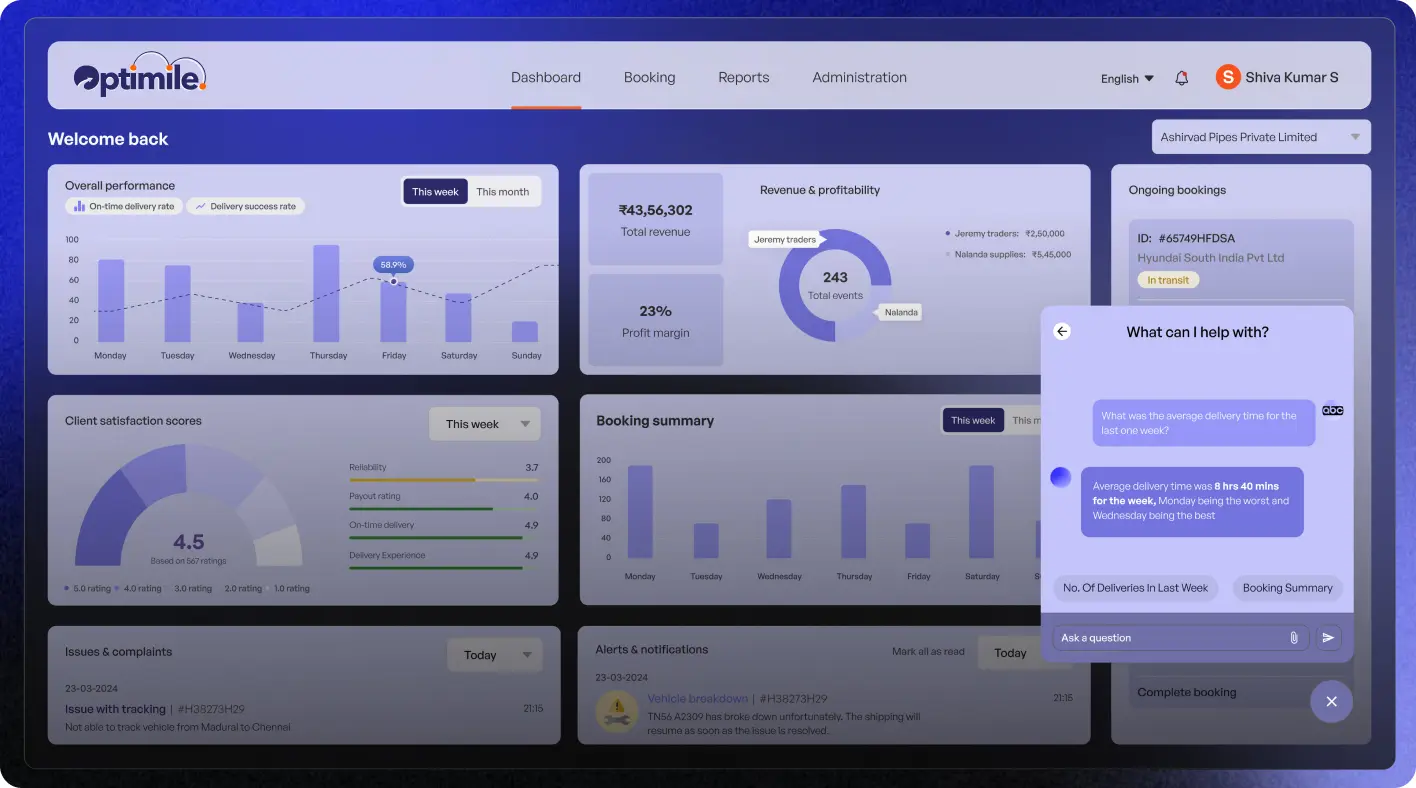 Optimile
Dashboard
Booking
Reports
Administration
English
S
Shiva Kumar S
Welcome back
Ashirvad Pipes Private Limited
Overall performance
On-time delivery rate
Delivery success rate
This week
This month
100
80
60
40
20
0
58.9%
Monday
Tuesday
Wednesday
Thursday
Friday
Saturday
Sunday
₹43,56,302
Total revenue
23%
Profit margin
Revenue & profitability
Jeremy traders
243
Total events
Nalanda
Jeremy traders: ₹2,50,000
Nalanda supplies: ₹5,45,000
Ongoing bookings
ID: #65749HFDSA
Hyundai South India Pvt Ltd
In transit
Client satisfaction scores
This week
4.5
Based on 567 ratings
5.0 rating
4.0 rating
3.0 rating
2.0 rating
1.0 rating
Reliability 3.7
Payout rating 4.0
On-time delivery 4.9
Delivery Experience 4.9
Booking summary
This week
This m
200
160
120
80
40
0
Monday
Tuesday
Wednesday
Thursday
Friday
Saturday
S
What can I help with?
What was the average delivery time for the
last one week?
abc
Average delivery time was 8 hrs 40 mins
for the week, Monday being the worst and
Wednesday being the best
No. Of Deliveries In Last Week
Booking Summary
Ask a question
Issues & complaints
Today
23-03-2024
Issue with tracking | #H38273H29
21:15
Not able to track vehicle from Madurai to Chennai
Alerts & notifications
Mark all as read
Today
23-03-2024
Vehicle breakdown | #H38273H29
21:15
TN56 A2309 has broke down unfortunately. The shipping will
resume as soon as the issue is resolved.
Complete booking